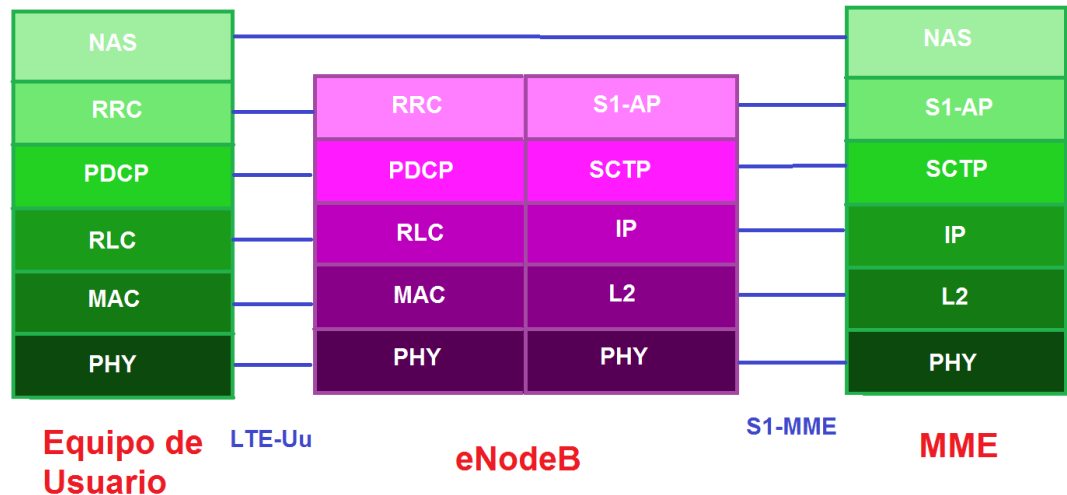 NAS
NAS
RRC
RRC
S1-AP
S1-AP
PDCP
PDCP
SCTP
SCTP
RLC
RLC
IP
IP
MAC
MAC
L2
L2
PHY
PHY
PHY
PHY
Equipo de
Usuario
LTE-Uu
eNodeB
S1-MME
MME